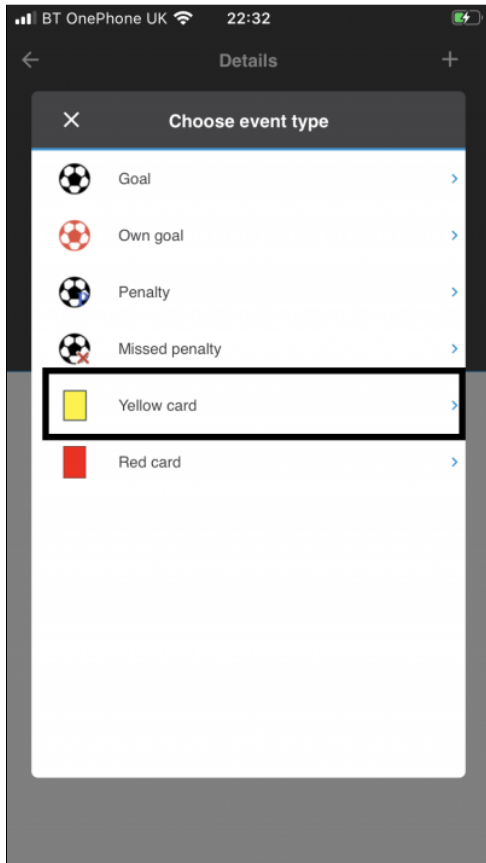 BT OnePhone UK 22:32
Details
Choose event type
Goal
Own goal
Penalty
Missed penalty
Yellow card
Red card